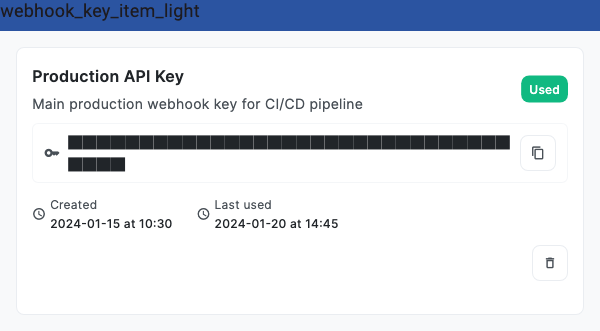 webhook_key_item_light
Production API Key
Used
Main production webhook key for CI/CD pipeline
Created
2024-01-15 at 10:30
Last used
2024-01-20 at 14:45